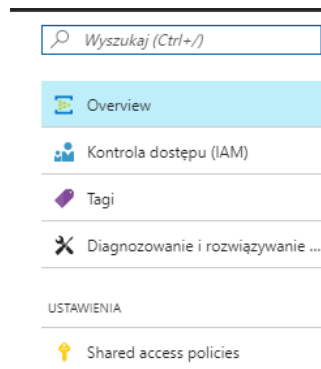 Wyszukaj (Ctrl+/)
Overview
Kontrola dostępu (IAM)
Tagi
Diagnozowanie i rozwiązywanie ...
USTAWIENIA
Shared access policies